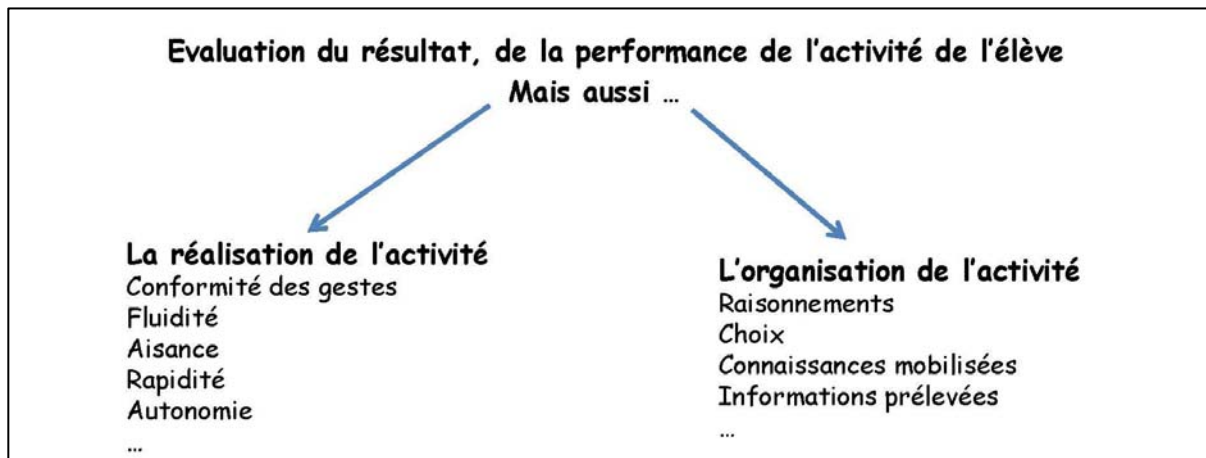 Evaluation du résultat, de la performance de l'activité de l'élève
Mais aussi …
La réalisation de l'activité
Conformité des gestes
Fluidité
Aisance
Rapidité
Autonomie
…
L'organisation de l'activité
Raisonnements
Choix
Connaissances mobilisées
Informations prélevées
…